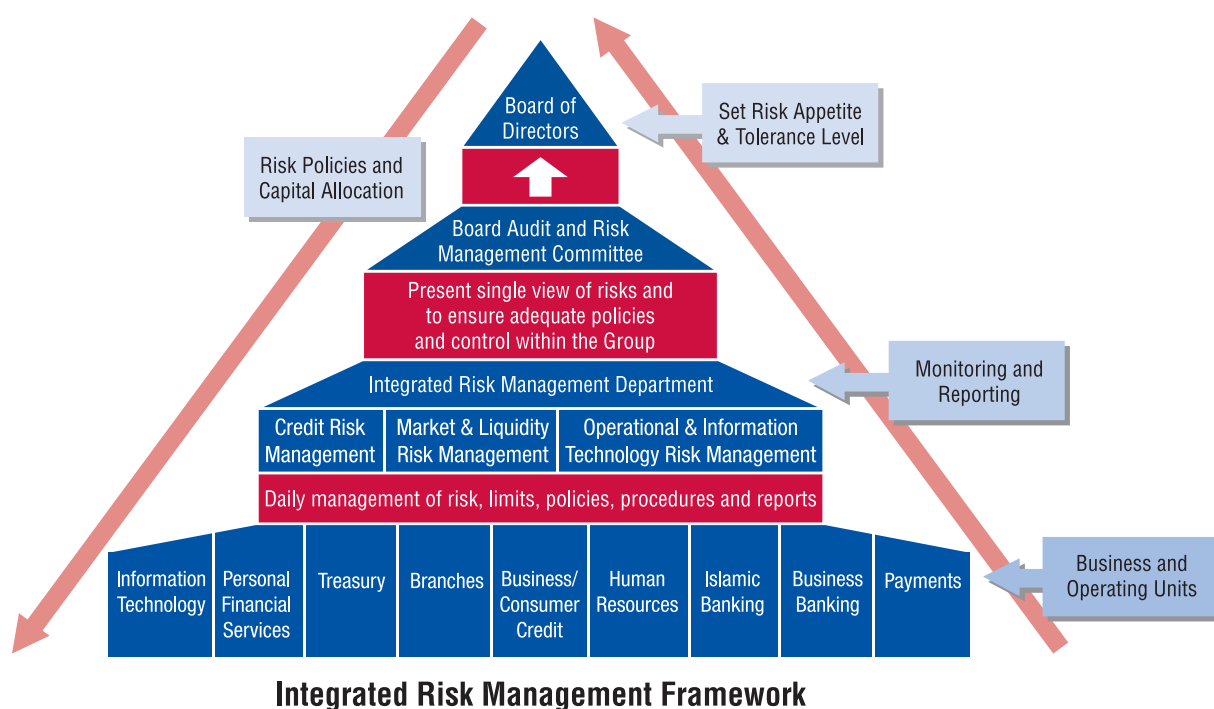 Board of
Directors
Set Risk Appetite
& Tolerance Level
Risk Policies and
Capital Allocation
Board Audit and Risk
Management Committee
Present single view of risks and
to ensure adequate policies
and control within the Group
Integrated Risk Management Department
Monitoring and
Reporting
Credit Risk
Management
Market & Liquidity
Risk Management
Operational & Information
Technology Risk Management
Daily management of risk, limits, policies, procedures and reports
Information
Technology
Personal
Financial
Services
Treasury
Branches
Business/
Consumer
Credit
Human
Resources
Islamic
Banking
Business
Banking
Payments
Business and
Operating Units
Integrated Risk Management Framework